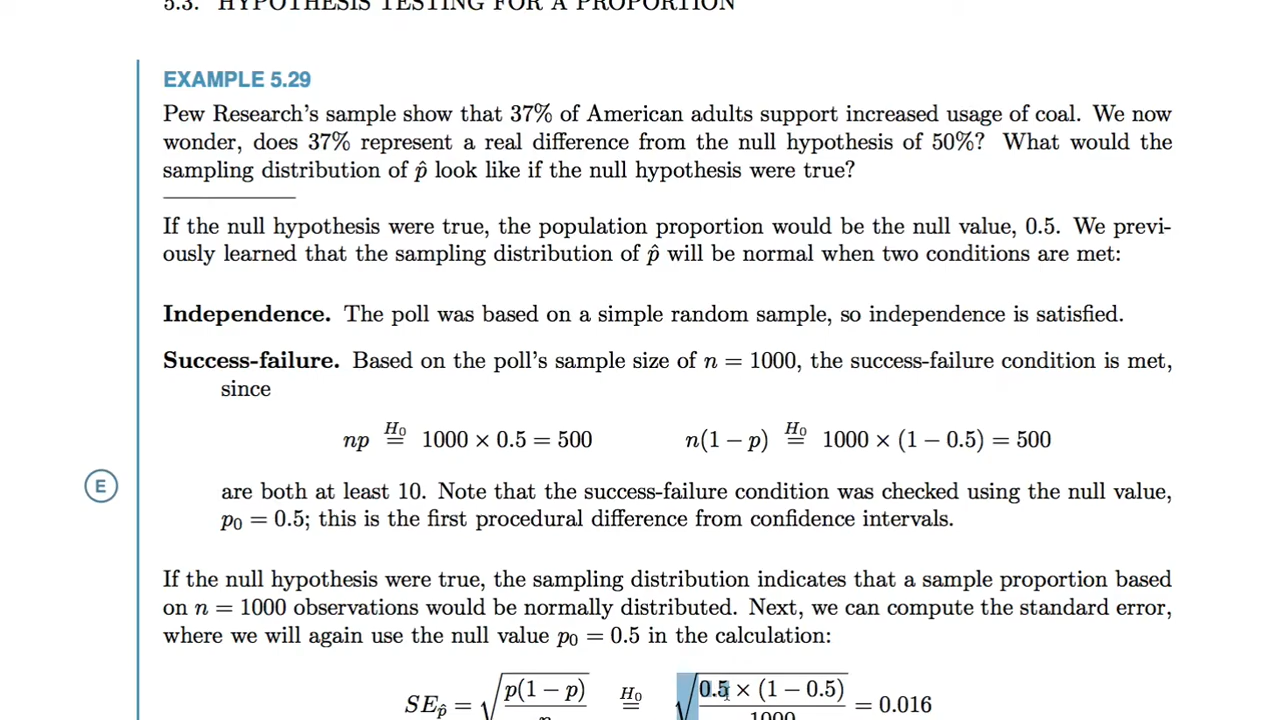 5.3. HYPOTHESIS TESTING FOR A PROPORTION
EXAMPLE 5.29
Pew Research's sample show that 37% of American adults support increased usage of coal. We now
wonder, does 37% represent a real difference from the null hypothesis of 50%? What would the
sampling distribution of p̂ look like if the null hypothesis were true?
If the null hypothesis were true, the population proportion would be the null value, 0.5. We previ-
ously learned that the sampling distribution of p̂ will be normal when two conditions are met:
Independence. The poll was based on a simple random sample, so independence is satisfied.
Success-failure. Based on the poll's sample size of n = 1000, the success-failure condition is met,
since
np H₀= 1000 × 0.5 = 500 n(1 − p) H₀= 1000 × (1 − 0.5) = 500
E
are both at least 10. Note that the success-failure condition was checked using the null value,
p₀ = 0.5; this is the first procedural difference from confidence intervals.
If the null hypothesis were true, the sampling distribution indicates that a sample proportion based
on n = 1000 observations would be normally distributed. Next, we can compute the standard error,
where we will again use the null value p₀ = 0.5 in the calculation:
SE_p̂ = √(p(1 − p)/n) H₀= √(0.5 × (1 − 0.5)/1000) = 0.016